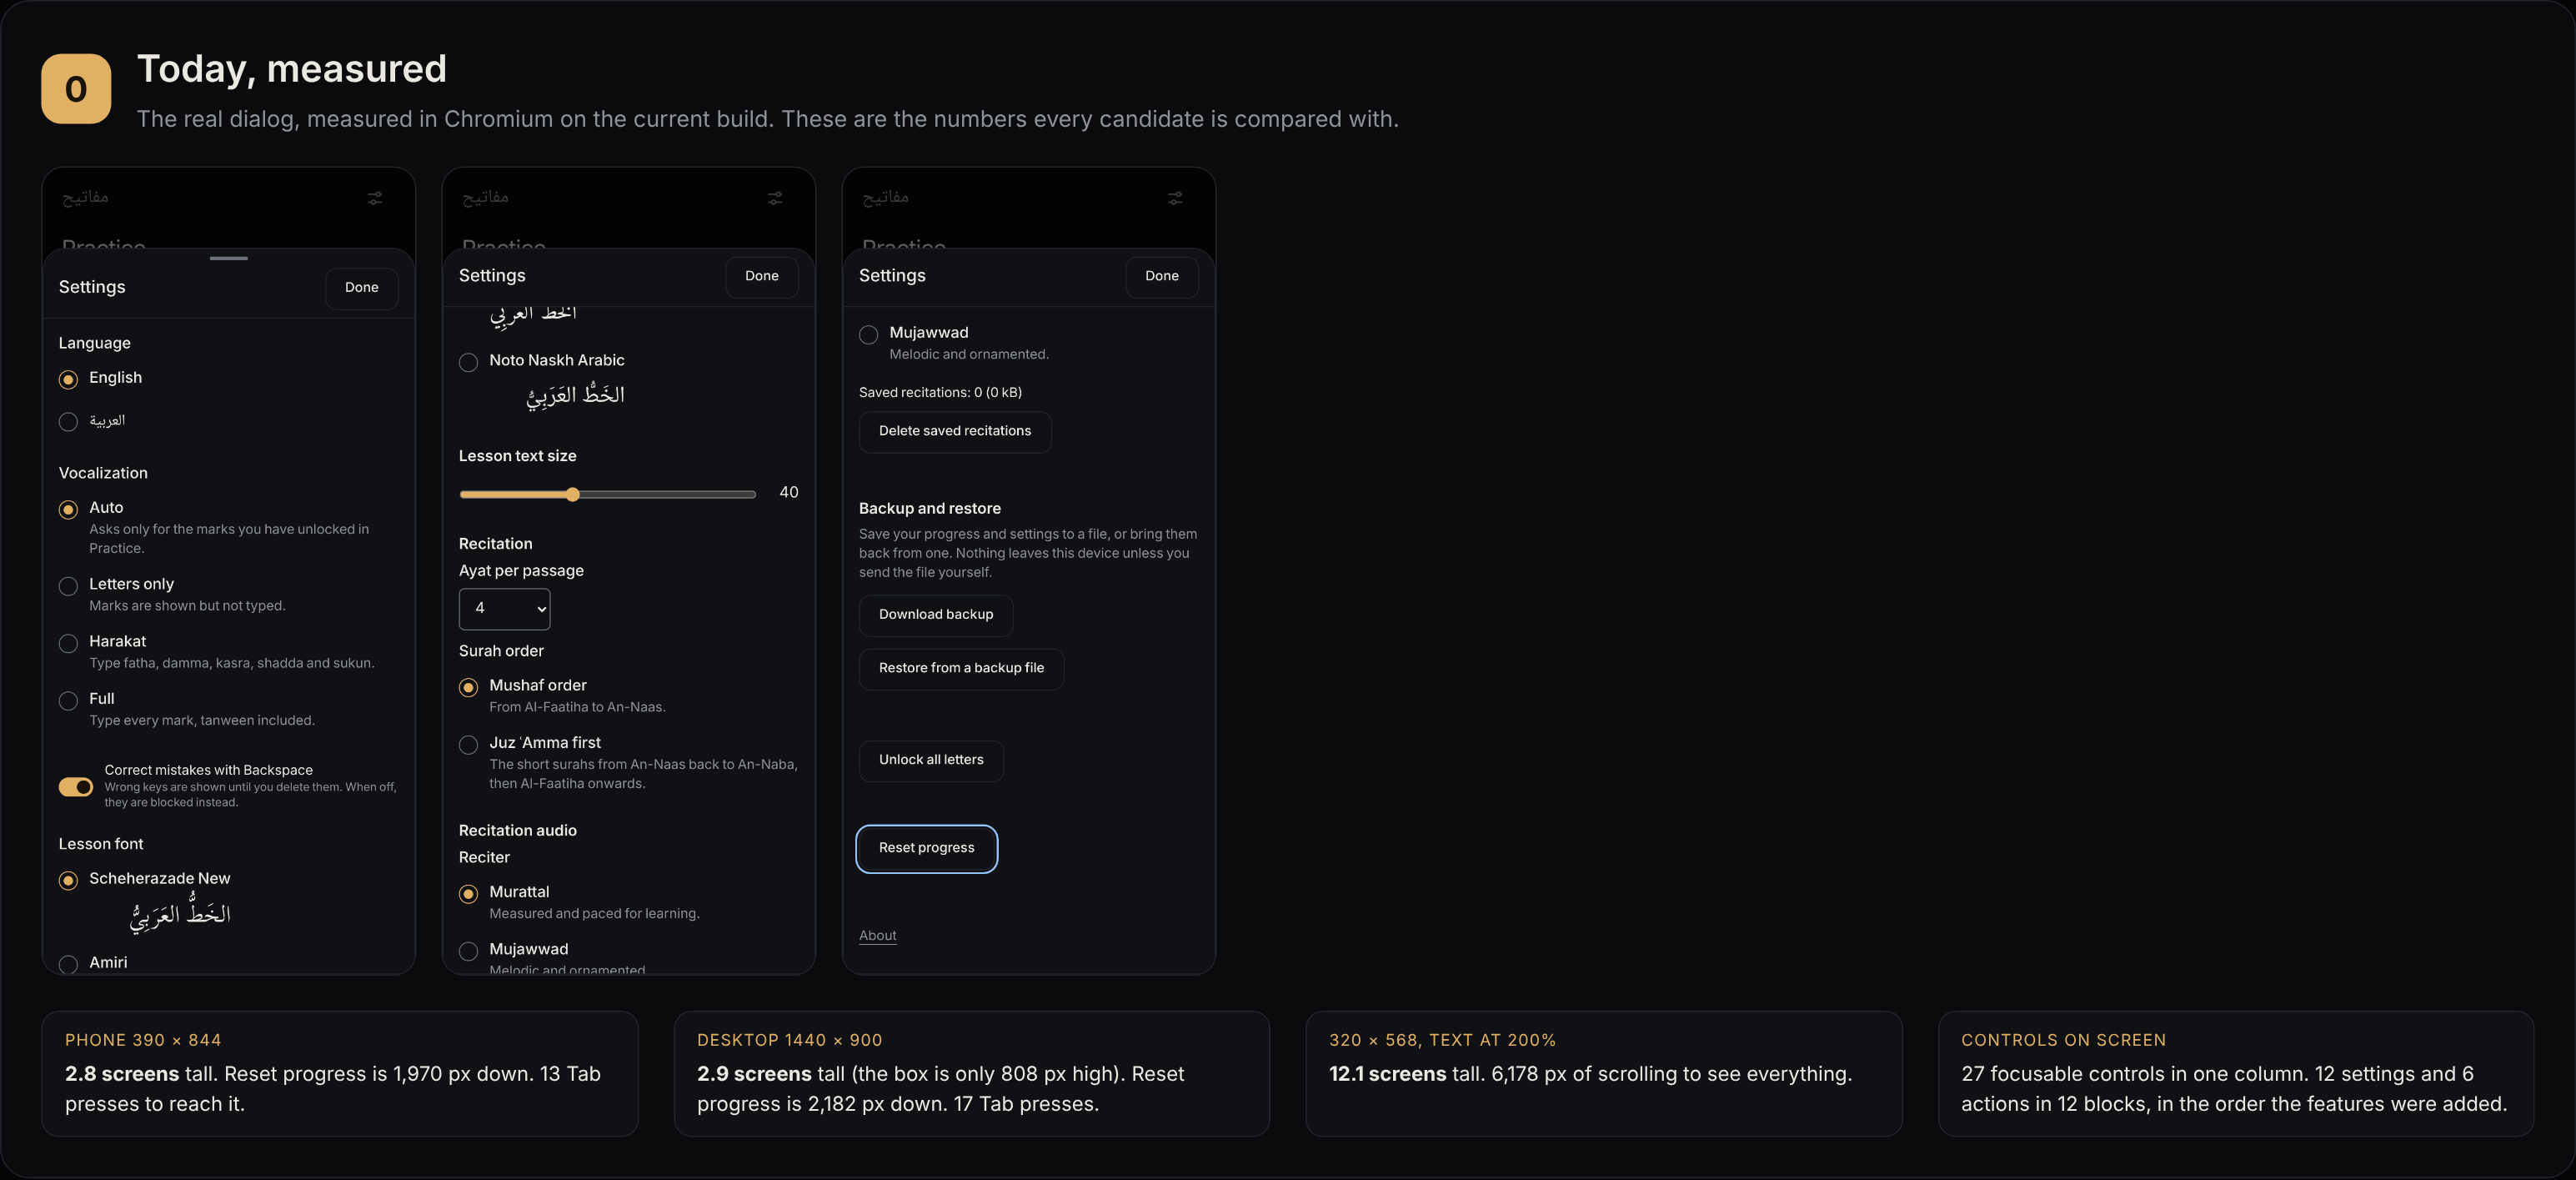 0
Today, measured
The real dialog, measured in Chromium on the current build. These are the numbers every candidate is compared with.
مفاتيح
Practice
Settings
Done
Language
English
العربية
Vocalization
Auto
Asks only for the marks you have unlocked in
Practice.
Letters only
Marks are shown but not typed.
Harakat
Type fatha, damma, kasra, shadda and sukun.
Full
Type every mark, tanween included.
Correct mistakes with Backspace
Wrong keys are shown until you delete them. When off,
they are blocked instead.
Lesson font
Scheherazade New
الخَطُّ العَرَبِيُّ
Amiri
مفاتيح
Practice
Settings
Done
الخط العربي
Noto Naskh Arabic
الخَطُّ العَرَبِيُّ
Lesson text size
40
Recitation
Ayat per passage
4
Surah order
Mushaf order
From Al-Faatiha to An-Naas.
Juz ʿAmma first
The short surahs from An-Naas back to An-Naba,
then Al-Faatiha onwards.
Recitation audio
Reciter
Murattal
Measured and paced for learning.
Mujawwad
Melodic and ornamented.
مفاتيح
Practice
Settings
Done
Mujawwad
Melodic and ornamented.
Saved recitations: 0 (0 kB)
Delete saved recitations
Backup and restore
Save your progress and settings to a file, or bring them
back from one. Nothing leaves this device unless you
send the file yourself.
Download backup
Restore from a backup file
Unlock all letters
Reset progress
About
PHONE 390 × 844
2.8 screens tall. Reset progress is 1,970 px down. 13 Tab
presses to reach it.
DESKTOP 1440 × 900
2.9 screens tall (the box is only 808 px high). Reset
progress is 2,182 px down. 17 Tab presses.
320 × 568, TEXT AT 200%
12.1 screens tall. 6,178 px of scrolling to see everything.
CONTROLS ON SCREEN
27 focusable controls in one column. 12 settings and 6
actions in 12 blocks, in the order the features were added.